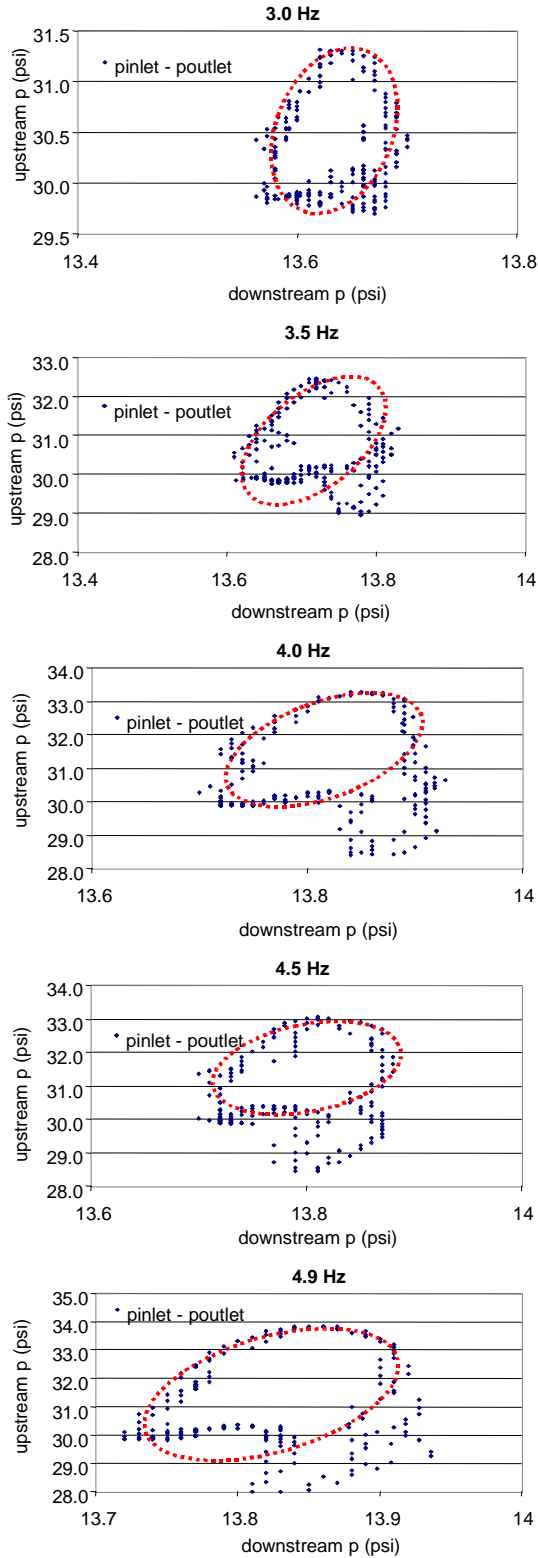 3.0 Hz
31.5
31.0
30.5
30.0
29.5
upstream p (psi)
pinlet - poutlet
13.4
13.6
13.8
downstream p (psi)
3.5 Hz
33.0
32.0
31.0
30.0
29.0
28.0
upstream p (psi)
pinlet - poutlet
13.4
13.6
13.8
14
downstream p (psi)
4.0 Hz
34.0
33.0
32.0
31.0
30.0
29.0
28.0
upstream p (psi)
pinlet - poutlet
13.6
13.8
14
downstream p (psi)
4.5 Hz
34.0
33.0
32.0
31.0
30.0
29.0
28.0
upstream p (psi)
pinlet - poutlet
13.6
13.8
14
downstream p (psi)
4.9 Hz
35.0
34.0
33.0
32.0
31.0
30.0
29.0
28.0
upstream p (psi)
pinlet - poutlet
13.7
13.8
13.9
14
downstream p (psi)